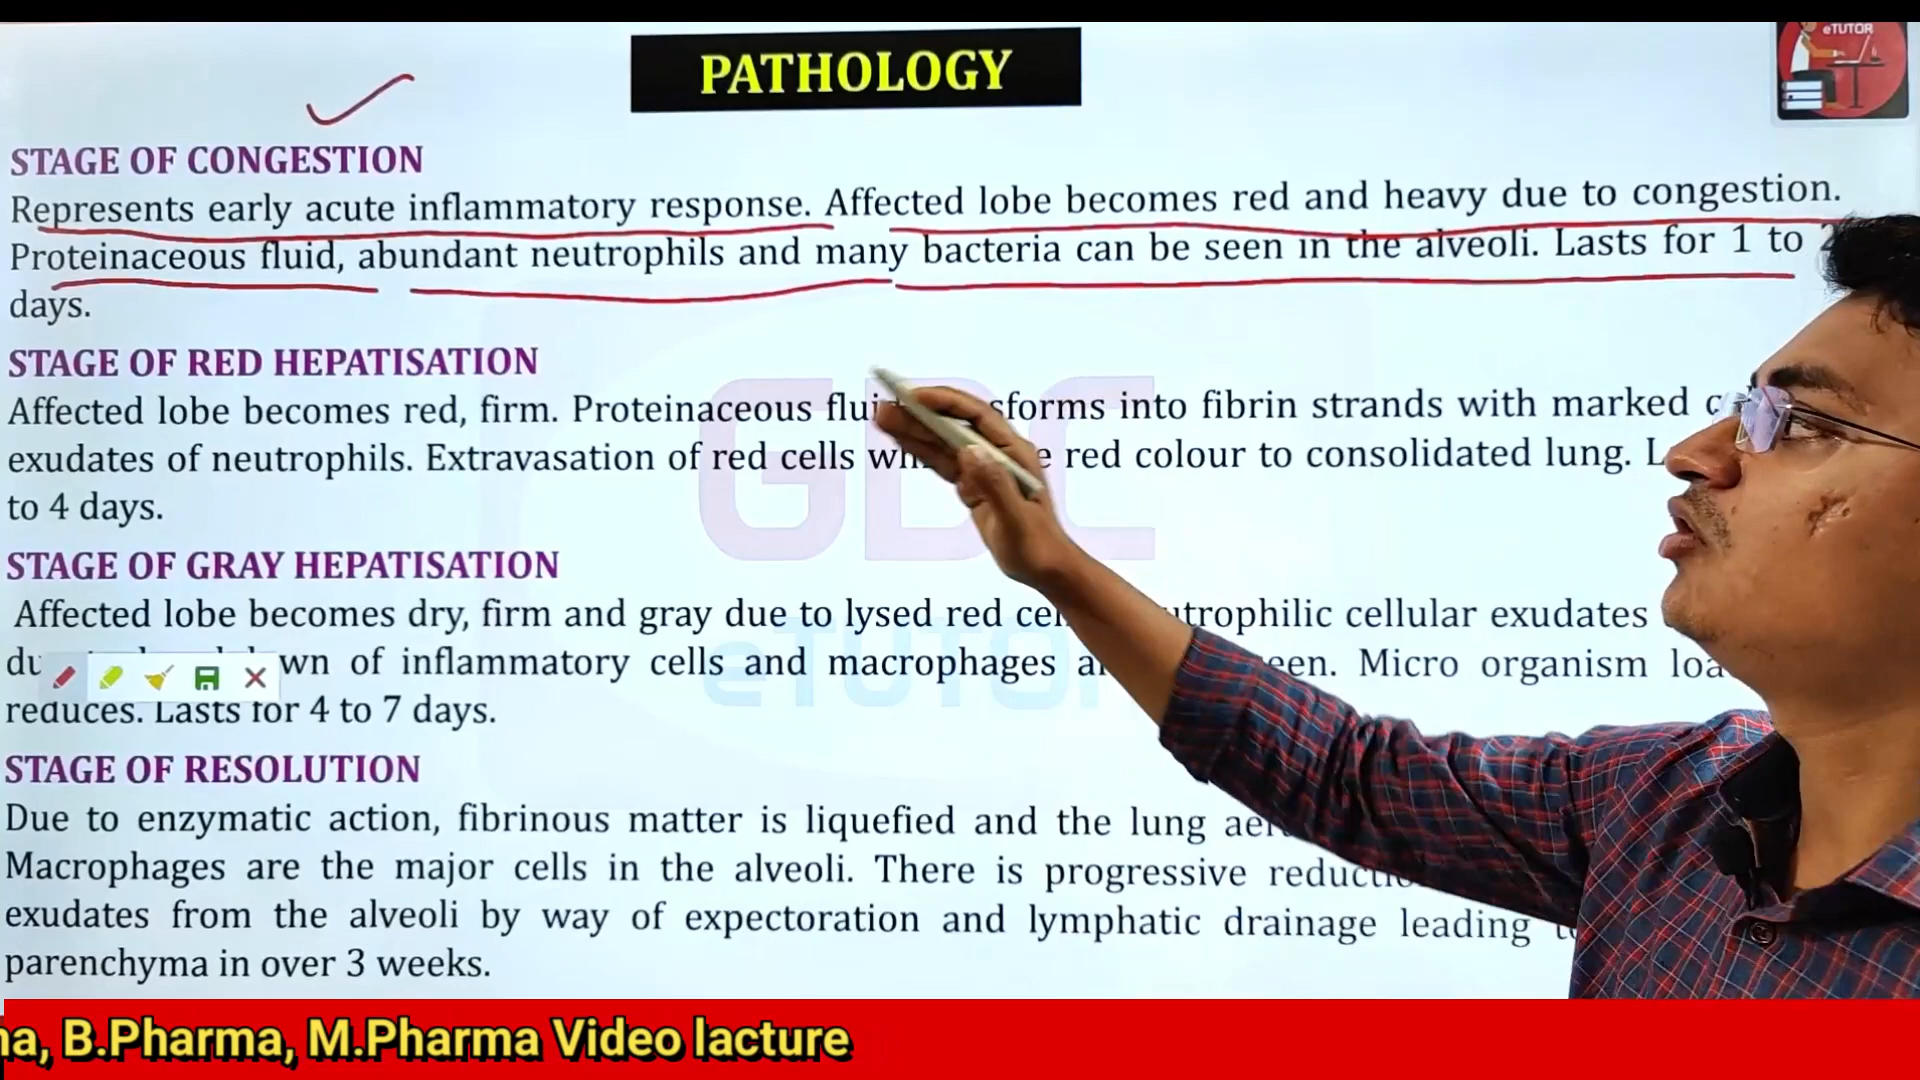 eTUTOR
PATHOLOGY
STAGE OF CONGESTION
Represents early acute inflammatory response. Affected lobe becomes red and heavy due to congestion.
Proteinaceous fluid, abundant neutrophils and many bacteria can be seen in the alveoli. Lasts for 1 to
days.
STAGE OF RED HEPATISATION
Affected lobe becomes red, firm. Proteinaceous into fibrin strands with marked
exudates of neutrophils. Extravasation of red cells red colour to consolidated lung.
to 4 days.
STAGE OF GRAY HEPATISATION
Affected lobe becomes dry, firm and gray due to lysed red cellular exudates
of inflammatory cells and macrophages Micro organism
reduces. Lasts for 4 to 7 days.
STAGE OF RESOLUTION
Due to enzymatic action, fibrinous matter is liquefied and the lung
Macrophages are the major cells in the alveoli. There is progressive
exudates from the alveoli by way of expectoration and lymphatic drainage leading
parenchyma in over 3 weeks.
GDC
eTUTOR
B.Pharma, M.Pharma Video lacture